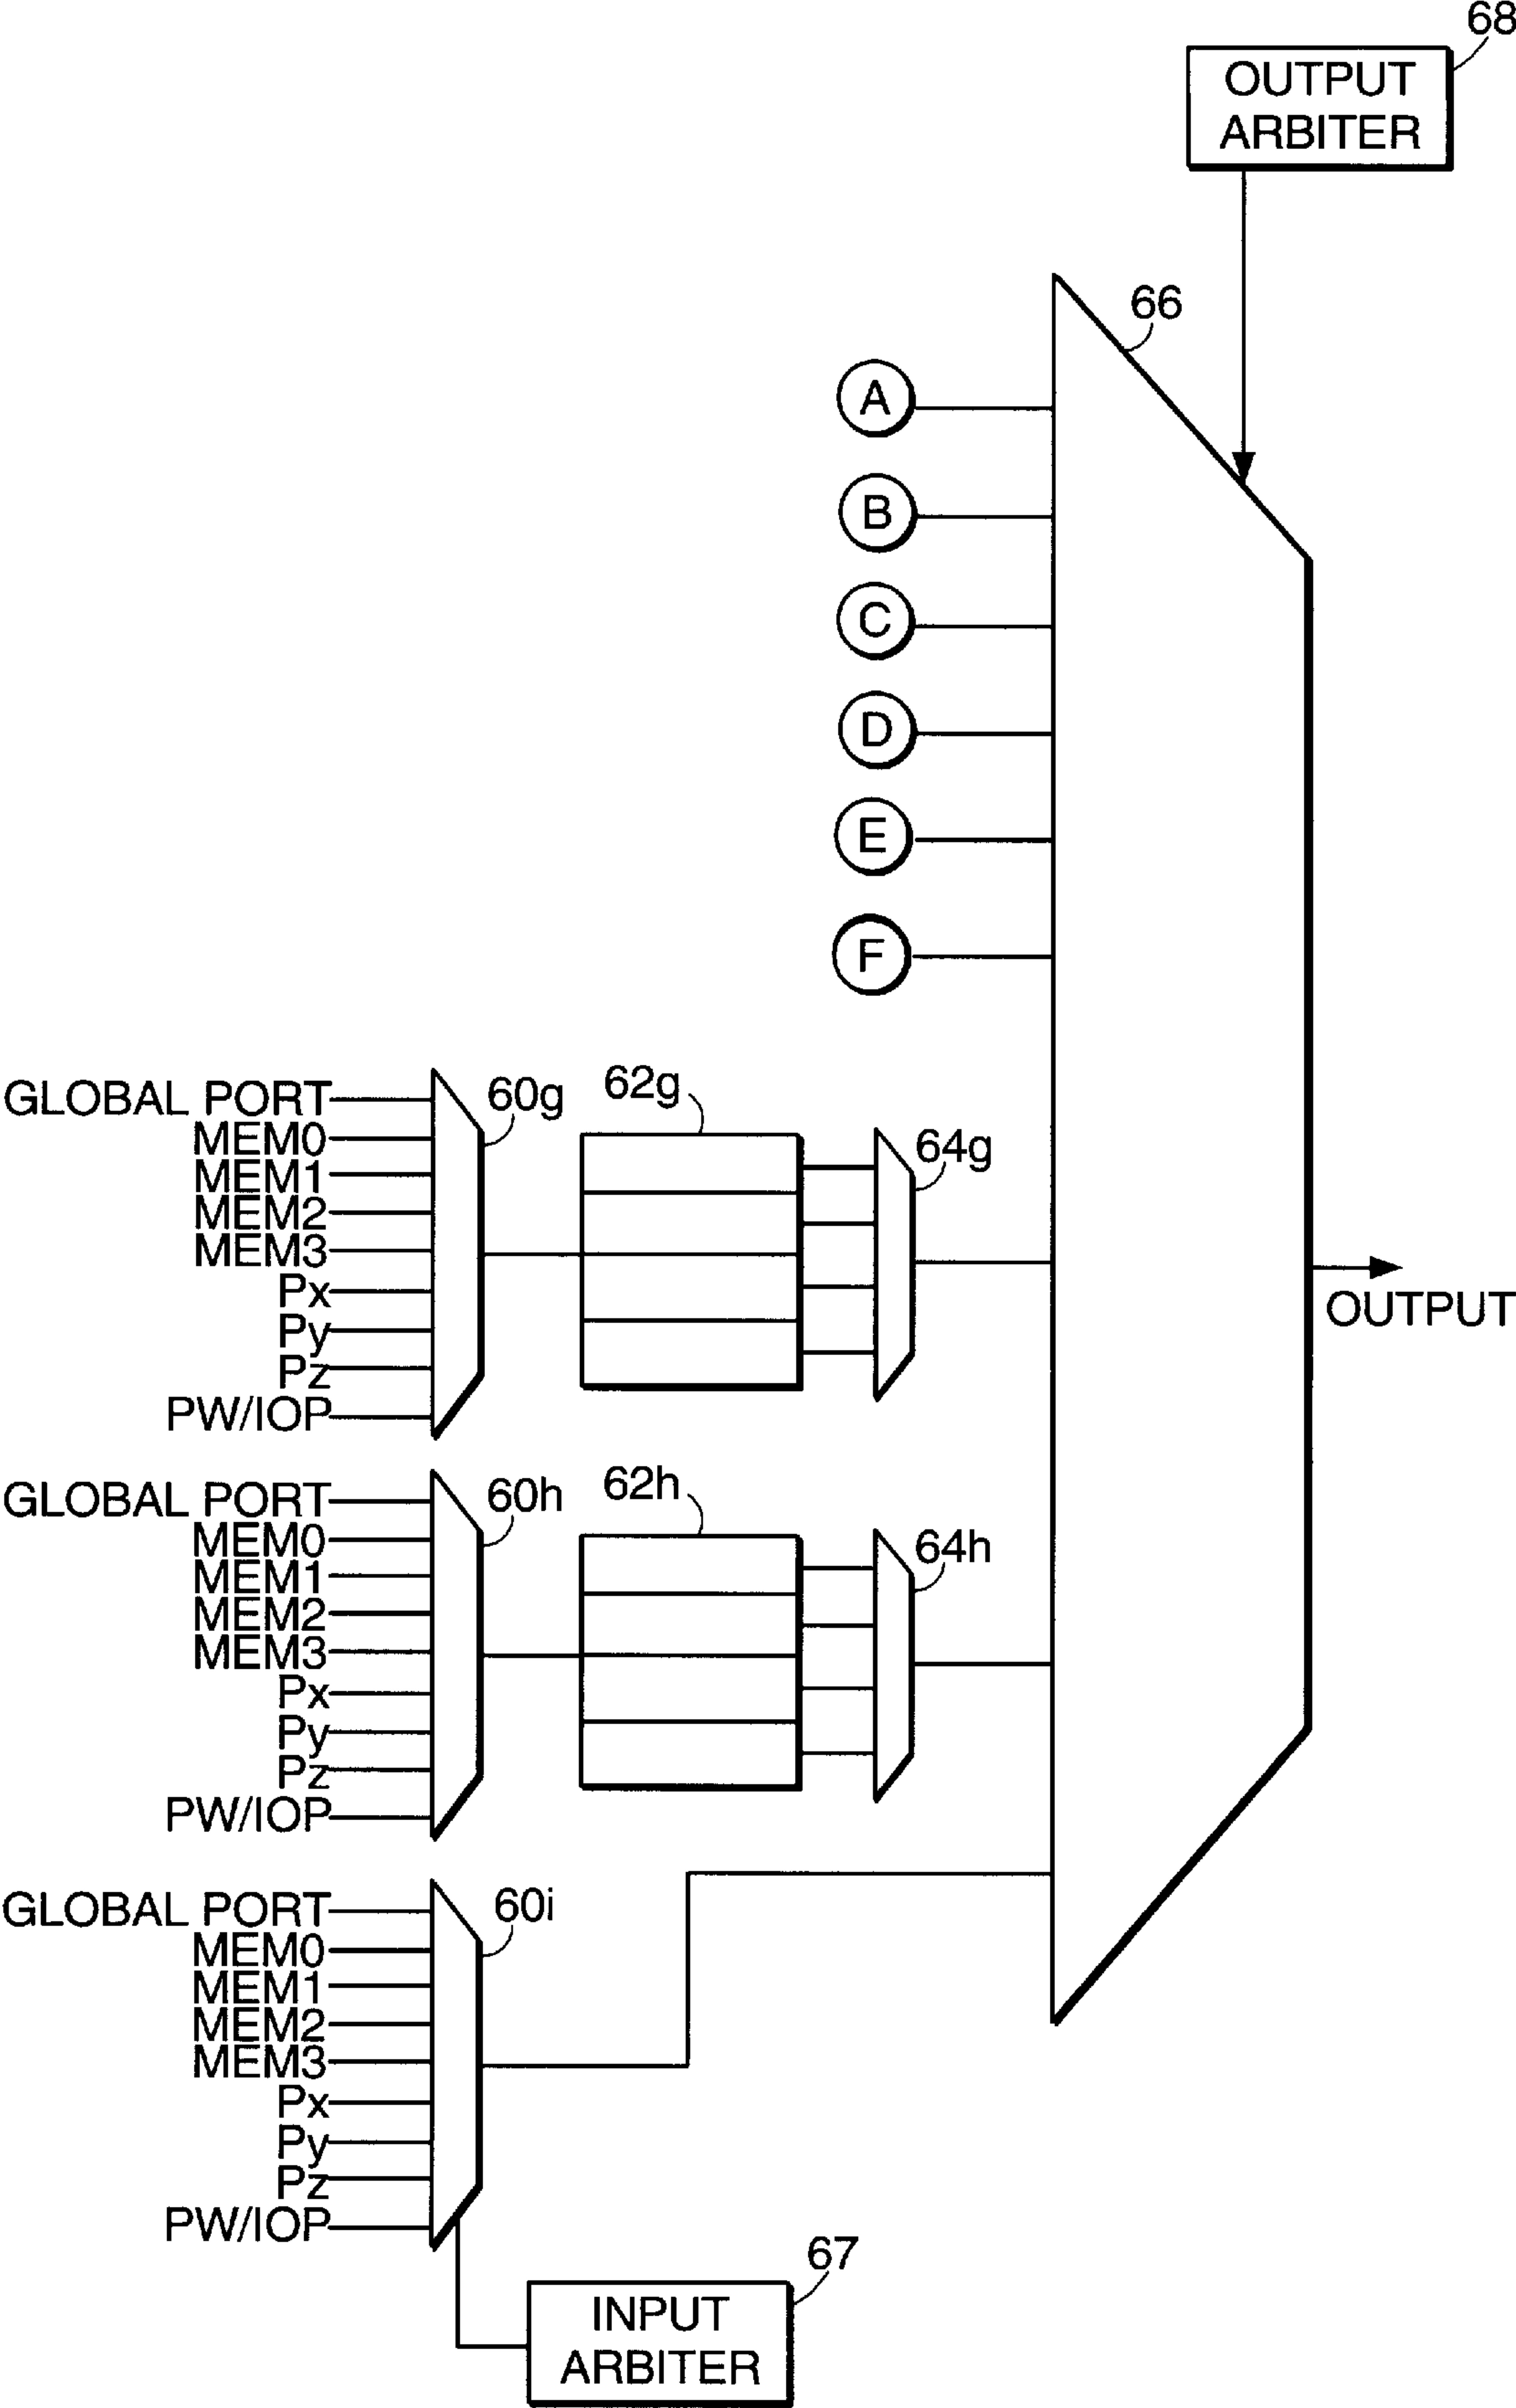 68
OUTPUT
ARBITER
66
A
B
C
D
E
F
GLOBAL PORT
MEM0
MEM1
MEM2
MEM3
Px
Py
Pz
PW/IOP
60g
62g
64g
OUTPUT
GLOBAL PORT
MEM0
MEM1
MEM2
MEM3
Px
Py
Pz
PW/IOP
60h
62h
64h
GLOBAL PORT
MEM0
MEM1
MEM2
MEM3
Px
Py
Pz
PW/IOP
60i
67
INPUT
ARBITER